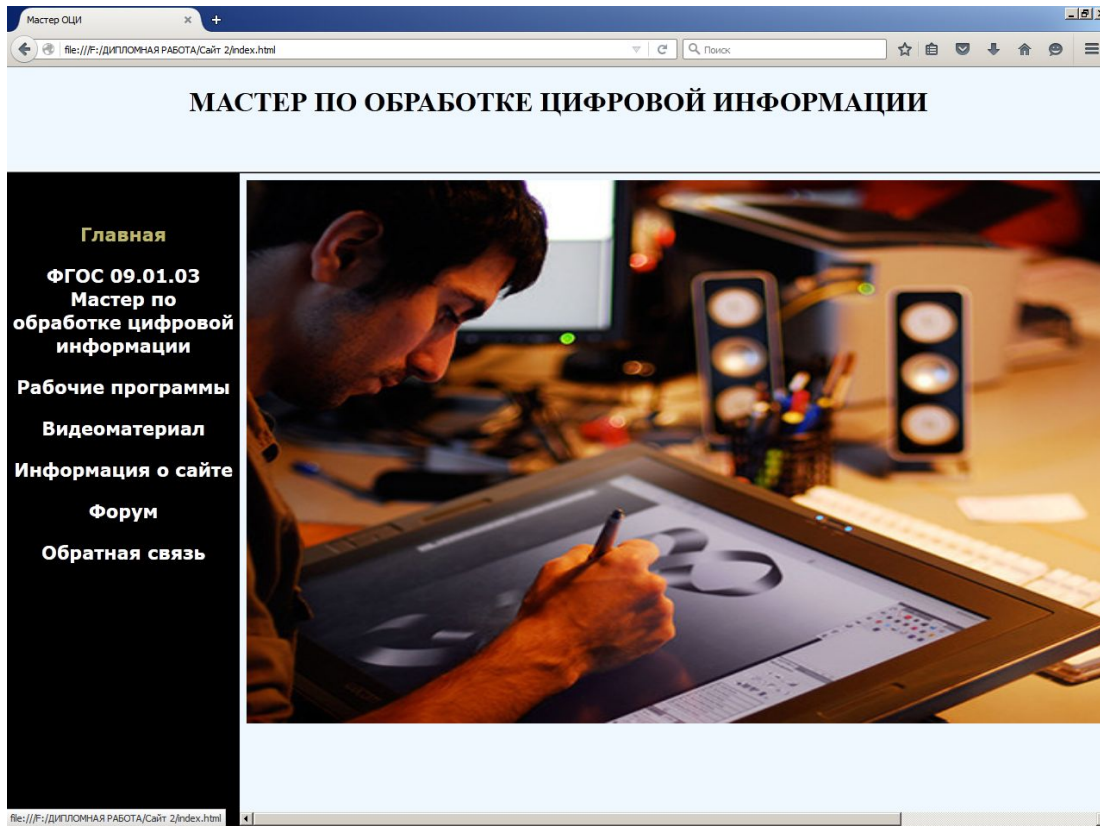 Мастер ОЦИ
file:///F:/ДИПЛОМНАЯ РАБОТА/Сайт 2/index.html
Поиск
МАСТЕР ПО ОБРАБОТКЕ ЦИФРОВОЙ ИНФОРМАЦИИ
Главная
ФГОС 09.01.03
Мастер по
обработке цифровой
информации
Рабочие программы
Видеоматериал
Информация о сайте
Форум
Обратная связь
file:///F:/ДИПЛОМНАЯ РАБОТА/Сайт 2/index.html